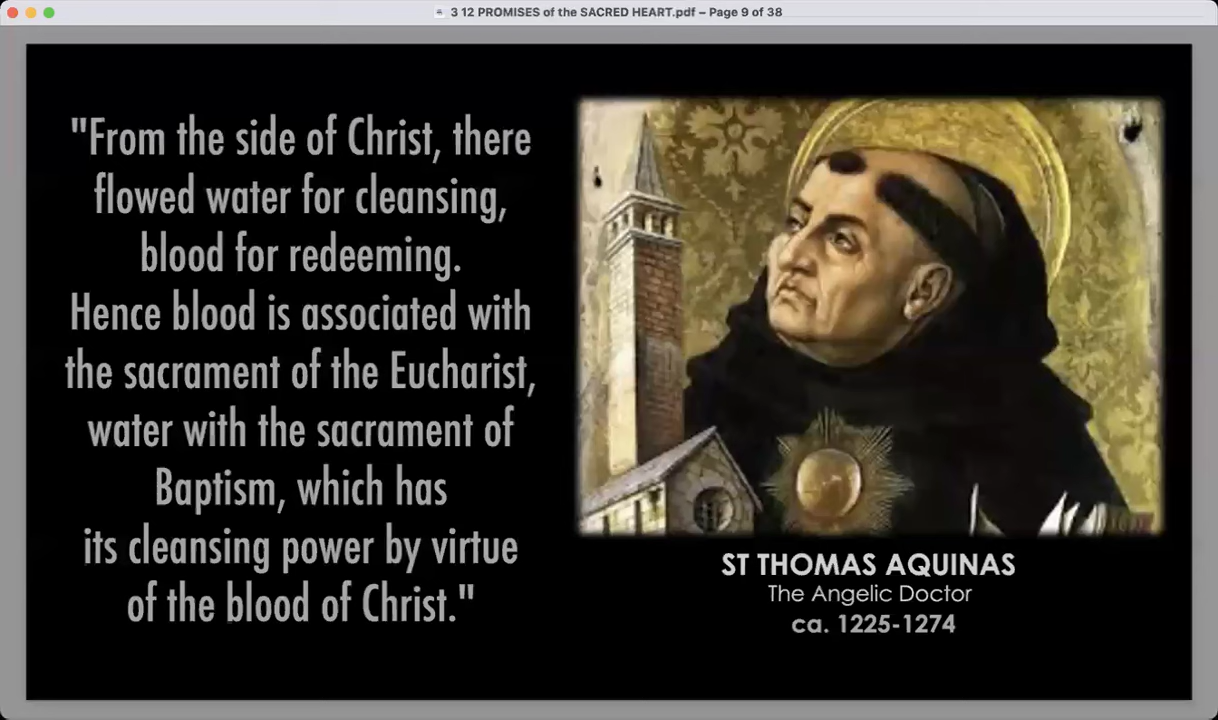 3 12 PROMISES of the SACRED HEART.pdf – Page 9 of 38
"From the side of Christ, there
flowed water for cleansing,
blood for redeeming.
Hence blood is associated with
the sacrament of the Eucharist,
water with the sacrament of
Baptism, which has
its cleansing power by virtue
of the blood of Christ."
ST THOMAS AQUINAS
The Angelic Doctor
ca. 1225-1274